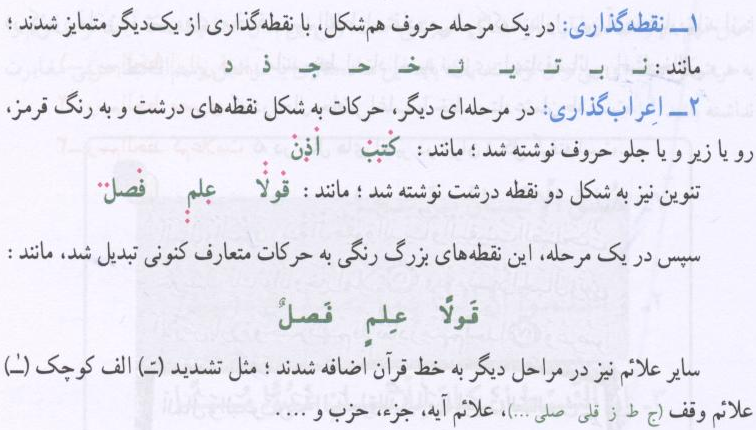 ۱ــ نقطه‌گذاری: در یک مرحله حروف هم‌شکل، با نقطه‌گذاری از یک‌دیگر متمایز شدند؛
مانند: نـ بـ تـ یـ ـ خـ حـ جـ ـ ذ د
۲ــ اعراب‌گذاری: در مرحله‌ای دیگر، حرکات به شکل نقطه‌های درشت و به رنگ قرمز،
رو یا زیر و یا جلو حروف نوشته شد؛ مانند: کتب اذن
تنوین نیز به شکل دو نقطه درشت نوشته شد؛ مانند: قولا علم فصل
سپس در یک مرحله، این نقطه‌های بزرگ رنگی به حرکات متعارف کنونی تبدیل شد، مانند:
قَولًا عِلمٍ فَصلٌ
سایر علائم نیز در مراحل دیگر به خط قرآن اضافه شدند؛ مثل تشدید (ـّ) الف کوچک (ـٰ)
علائم وقف (ج ط ز قلی صلی ...)، علائم آیه، جزء، حزب و ....